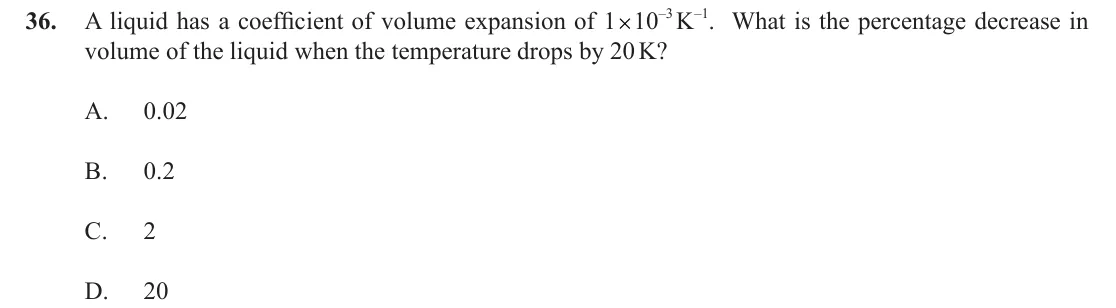 36. A liquid has a coefficient of volume expansion of 1×10⁻³ K⁻¹. What is the percentage decrease in
volume of the liquid when the temperature drops by 20 K?
A. 0.02
B. 0.2
C. 2
D. 20